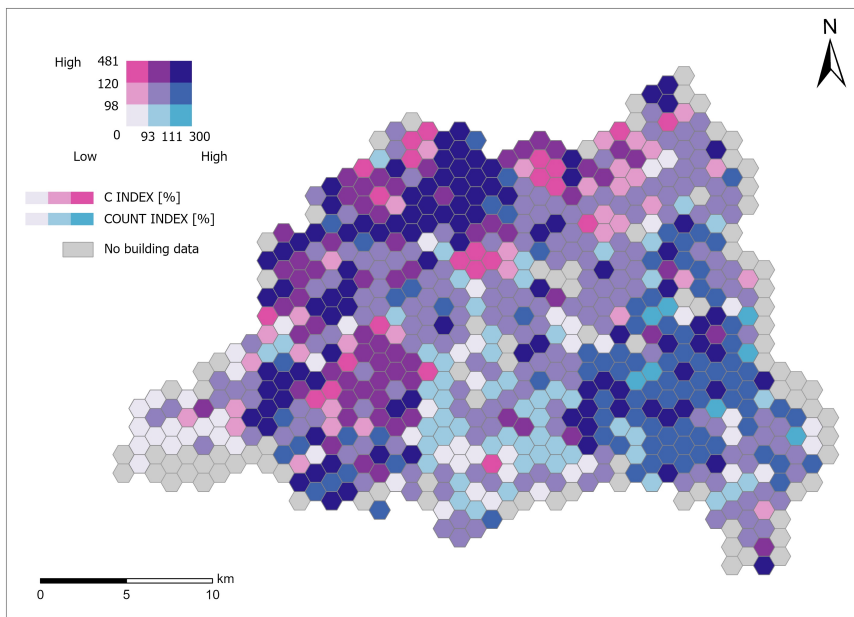 N
High 481
120
98
0 93 111 300
Low High
C INDEX [%]
COUNT INDEX [%]
No building data
km
0 5 10